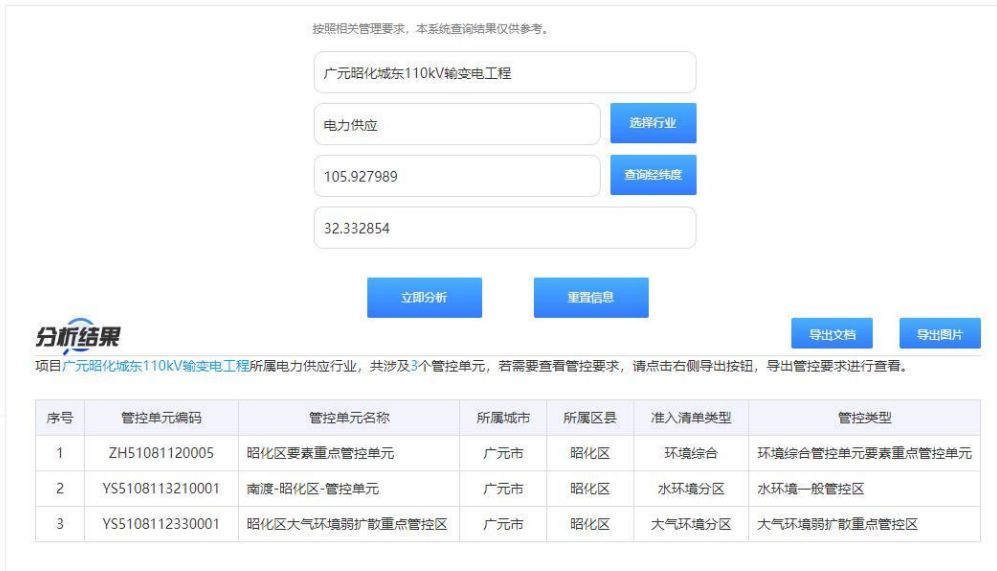 按照相关管理要求，本系统查询结果仅供参考。
广元昭化城东110kV输变电工程
电力供应 选择行业
105.927989 查询经纬度
32.332854
立即分析 重置信息
分析结果 导出文档 导出图片
项目广元昭化城东110kV输变电工程所属电力供应行业，共涉及3个管控单元，若需要查看管控要求，请点击右侧导出按钮，导出管控要求进行查看。
序号 管控单元编码 管控单元名称 所属城市 所属区县 准入清单类型 管控类型
1 ZH51081120005 昭化区要素重点管控单元 广元市 昭化区 环境综合 环境综合管控单元要素重点管控单元
2 YS5108113210001 南渡-昭化区-管控单元 广元市 昭化区 水环境分区 水环境一般管控区
3 YS5108112330001 昭化区大气环境弱扩散重点管控区 广元市 昭化区 大气环境分区 大气环境弱扩散重点管控区